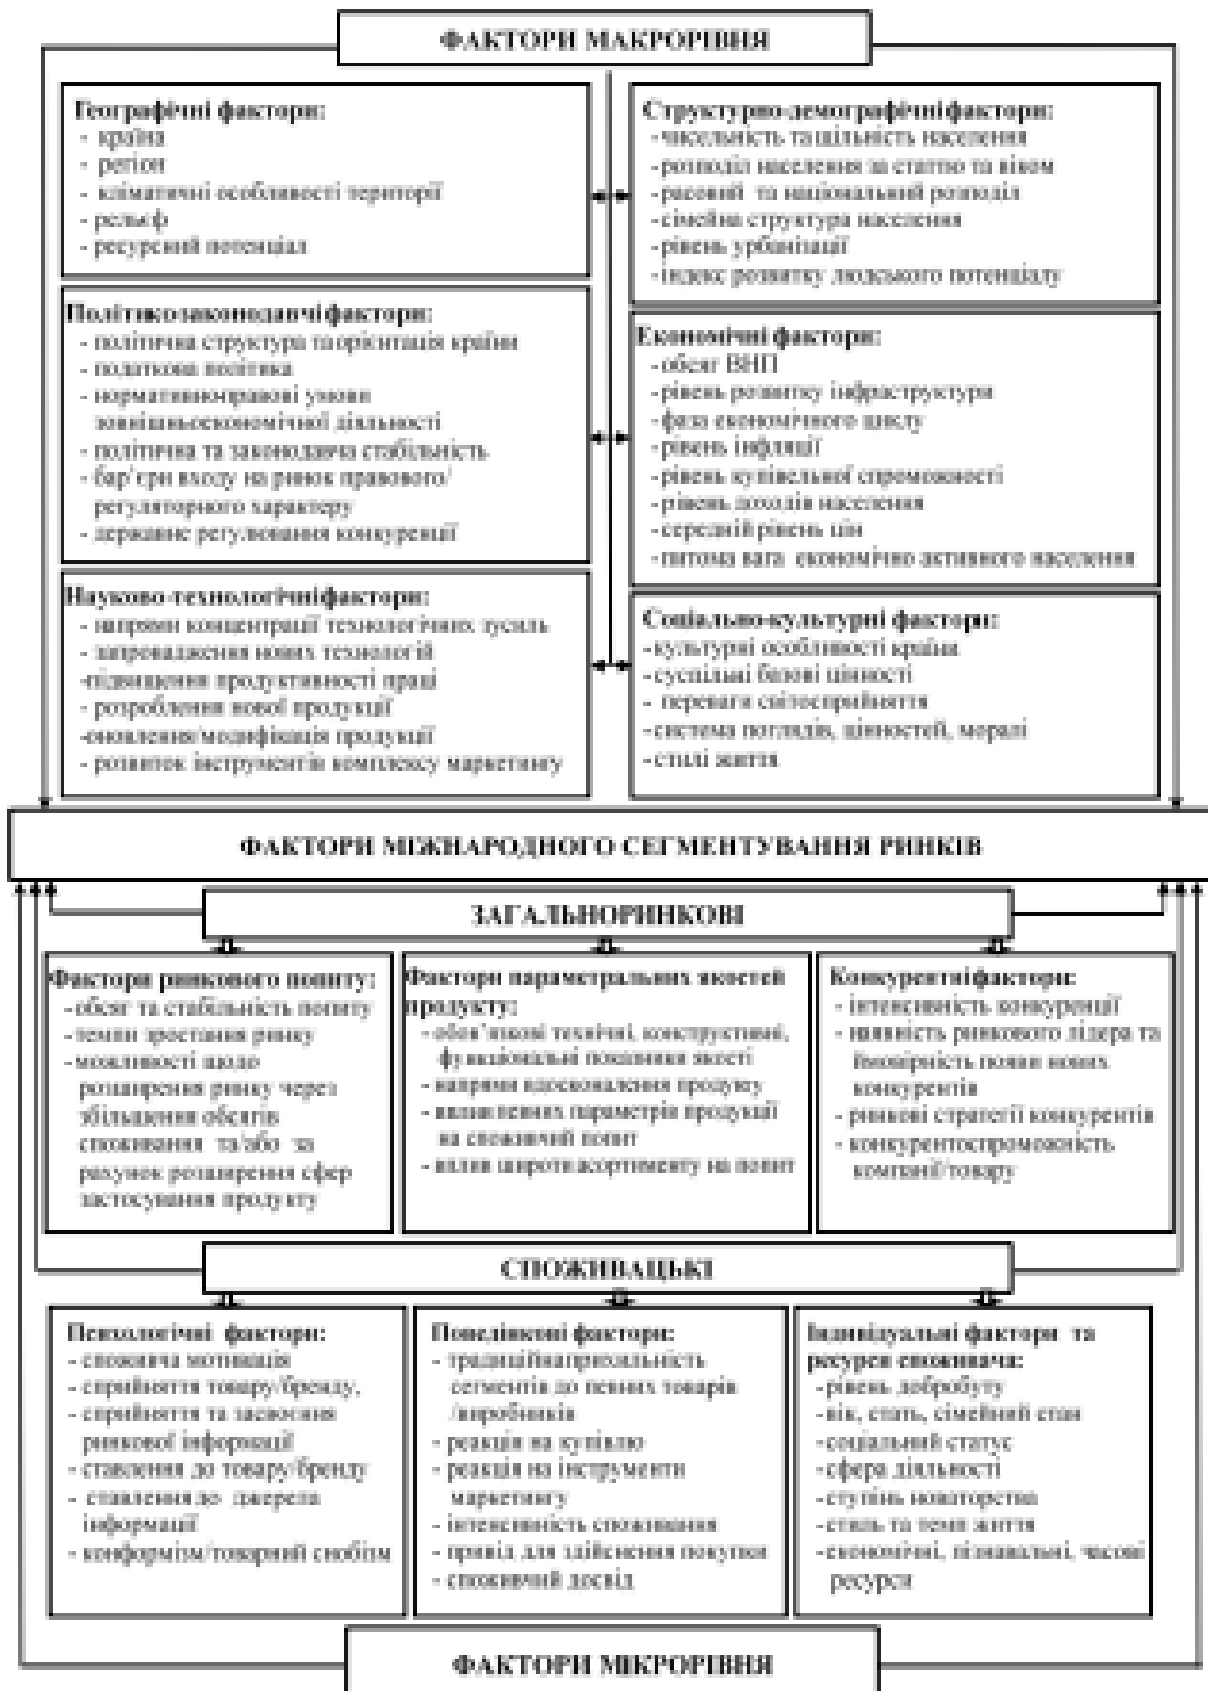 ФАКТОРИ МАКРОРІВНЯ
Географічні фактори:
- країна
- регіон
- кліматичні особливості території
- рельєф
- ресурсний потенціал
Структурно-демографічні фактори:
- чисельність та щільність населення
- розподіл населення за статтю та віком
- расовий та національний розподіл
- сімейна структура населення
- рівень урбанізації
- індекс розвитку людського потенціалу
Політико-законодавчі фактори:
- політична структура та орієнтація країни
- податкова політика
- нормативно-правові умови
зовнішньоекономічної діяльності
- політична та законодавча стабільність
- бар’єри входу на ринок правового/
регуляторного характеру
- державне регулювання конкуренції
Економічні фактори:
- обсяг ВНП
- рівень розвитку інфраструктури
- фаза економічного циклу
- рівень інфляції
- рівень купівельної спроможності
- рівень доходів населення
- середній рівень цін
- питома вага економічно активного населення
Науково-технологічні фактори:
- напрями концентрації технологічних зусиль
- запровадження нових технологій
- підвищення продуктивності праці
- розроблення нової продукції
- оновлення/модифікація продукції
- розвиток інструментів комплексу маркетингу
Соціально-культурні фактори:
- культурні особливості країни
- суспільні базові цінності
- переваги світосприйняття
- система поглядів, цінностей, моралі
- стилі життя
ФАКТОРИ МІЖНАРОДНОГО СЕГМЕНТУВАННЯ РИНКІВ
ЗАГАЛЬНОРИНКОВІ
Фактори ринкового попиту:
- обсяг та стабільність попиту
- темпи зростання ринку
- можливості щодо
розширення ринку через
збільшення обсягів
споживання та/або за
рахунок розширення сфер
застосування продукту
Фактори параметральних якостей
продукту:
- обов’язкові технічні, конструктивні,
функціональні показники якості
- напрями вдосконалення продукту
- вплив певних параметрів продукції
на споживчий попит
- вплив широти асортименту на попит
Конкурентні фактори:
- інтенсивність конкуренції
- наявність ринкового лідера та
ймовірність появи нових
конкурентів
- ринкові стратегії конкурентів
- конкурентоспроможність
компанії/товару
СПОЖИВАЦЬКІ
Психологічні фактори:
- споживча мотивація
- сприйняття товару/бренду,
- сприйняття та засвоєння
ринкової інформації
- ставлення до товару/бренду
- ставлення до джерела
інформації
- конформізм/товарний снобізм
Поведінкові фактори:
- традиційна прихильність
сегментів до певних товарів
/виробників
- реакція на купівлю
- реакція на інструменти
маркетингу
- інтенсивність споживання
- привід для здійснення покупки
- споживчий досвід
Індивідуальні фактори та
ресурси споживача:
- рівень добробуту
- вік, стать, сімейний стан
- соціальний статус
- сфера діяльності
- ступінь новаторства
- стиль та темп життя
- економічні, пізнавальні, часові
ресурси
ФАКТОРИ МІКРОРІВНЯ